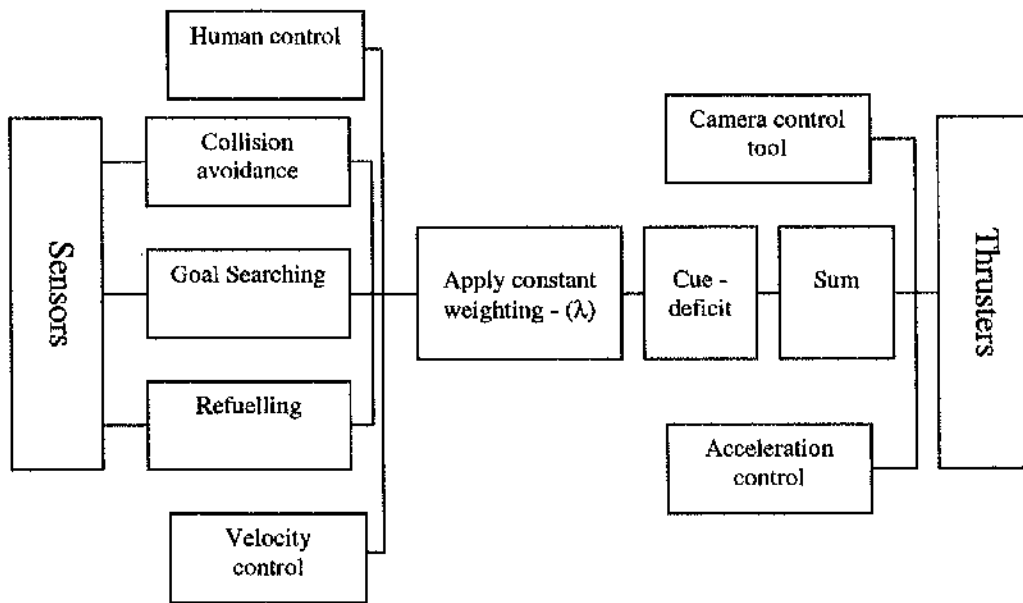 Human control
Collision
avoidance
Sensors
Goal Searching
Refuelling
Velocity
control
Apply constant
weighting - (λ)
Cue -
deficit
Sum
Camera control
tool
Acceleration
control
Thrusters